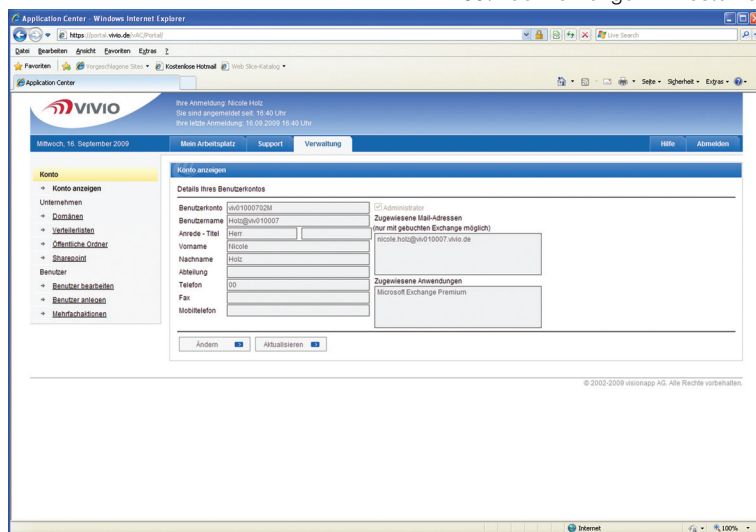 Application Center - Windows Internet Explorer
https://portal.vivio.de/VAC/Portal/
Live Search
Datei Bearbeiten Ansicht Favoriten Extras ?
Favoriten Vorgeschlagene Sites Kostenlose Hotmail Web Slice-Katalog
Application Center
Seite Sicherheit Extras
VIVIO
Ihre Anmeldung: Nicole Holz
Sie sind angemeldet seit: 16:40 Uhr
Ihre letzte Anmeldung: 16.09.2009 16:40 Uhr
Mittwoch, 16. September 2009 Mein Arbeitsplatz Support Verwaltung Hilfe Abmelden
Konto
Konto anzeigen
Unternehmen
Domänen
Verteilerlisten
Öffentliche Ordner
Sharepoint
Benutzer
Benutzer bearbeiten
Benutzer anlegen
Mehrfachaktionen
Konto anzeigen
Details Ihres Benutzerkontos
Benutzerkonto viv01000702M
Benutzername Holz@viv010007
Anrede - Titel Herr
Vorname Nicole
Nachname Holz
Abteilung
Telefon 00
Fax
Mobiltelefon
Administrator
Zugewiesene Mail-Adressen
(nur mit gebuchten Exchange möglich)
nicole.holz@viv010007.vivio.de
Zugewiesene Anwendungen
Microsoft Exchange Premium
Ändern Aktualisieren
© 2002-2009 visionapp AG. Alle Rechte vorbehalten.
Internet 100%